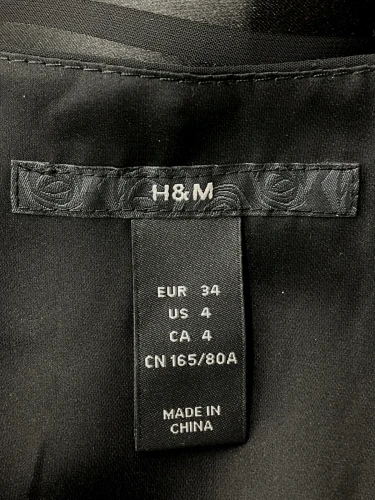 H&M
EUR 34
US 4
CA 4
CN 165/80A
MADE IN
CHINA